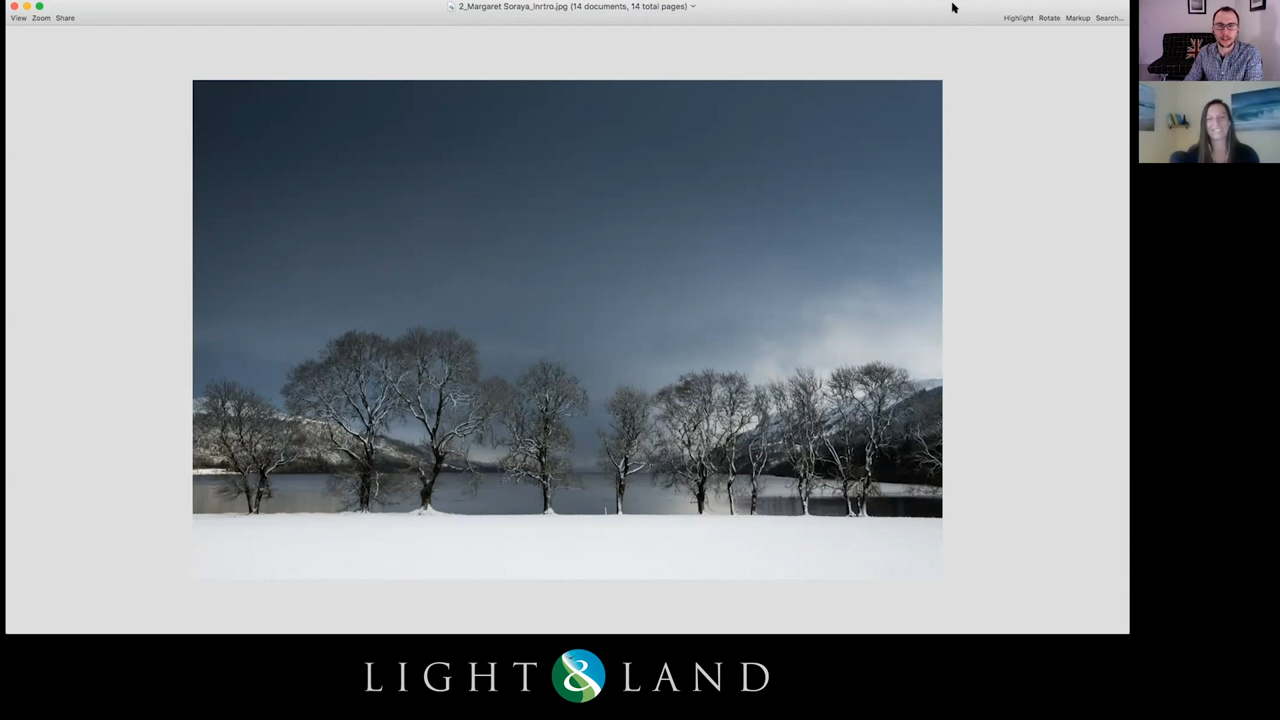 2_Margaret Soraya_Inrtro.jpg (14 documents, 14 total pages)
View Zoom Share
Highlight Rotate Markup Search...
LIGHT & LAND